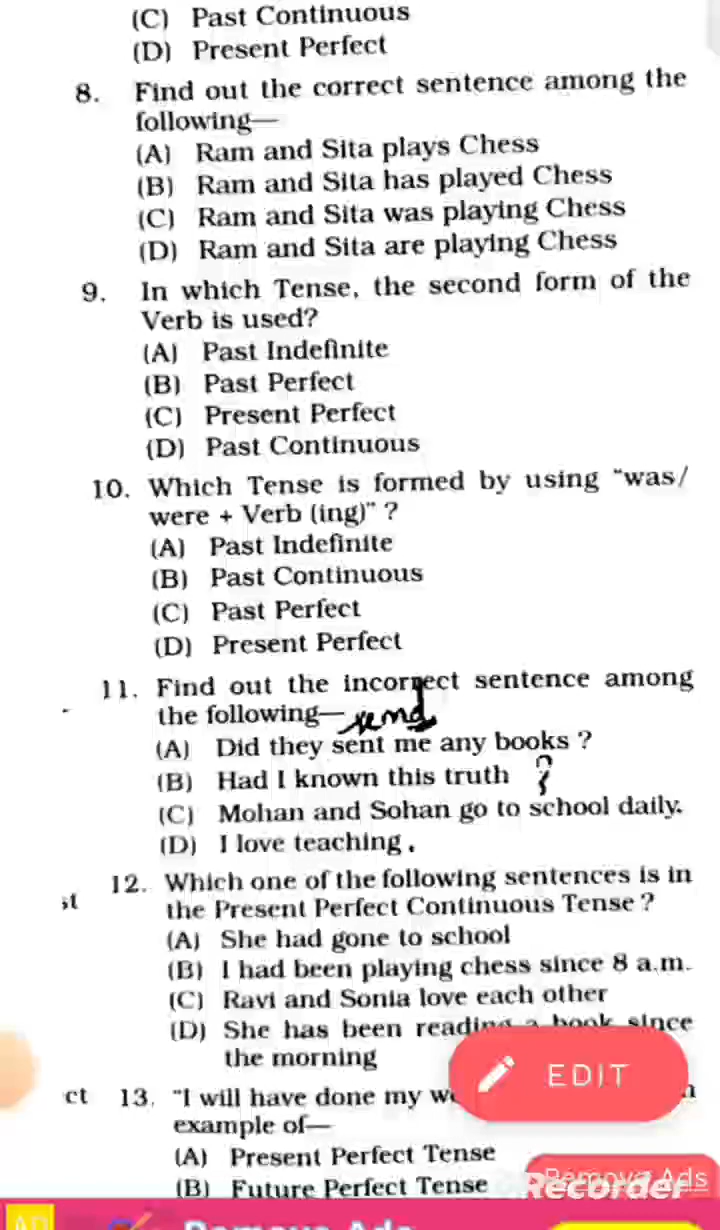 (C) Past Continuous
(D) Present Perfect
8. Find out the correct sentence among the
following—
(A) Ram and Sita plays Chess
(B) Ram and Sita has played Chess
(C) Ram and Sita was playing Chess
(D) Ram and Sita are playing Chess
9. In which Tense, the second form of the
Verb is used?
(A) Past Indefinite
(B) Past Perfect
(C) Present Perfect
(D) Past Continuous
10. Which Tense is formed by using "was/
were + Verb (ing)" ?
(A) Past Indefinite
(B) Past Continuous
(C) Past Perfect
(D) Present Perfect
11. Find out the incorrect sentence among
the following— send
(A) Did they sent me any books ?
(B) Had I known this truth ?
(C) Mohan and Sohan go to school daily.
(D) I love teaching.
st 12. Which one of the following sentences is in
the Present Perfect Continuous Tense ?
(A) She had gone to school
(B) I had been playing chess since 8 a.m.
(C) Ravi and Sonia love each other
(D) She has been reading a book since
the morning
EDIT
ct 13. "I will have done my
example of—
(A) Present Perfect Tense
(B) Future Perfect Tense
Remove Ads
Recorder
AD Remove Ads